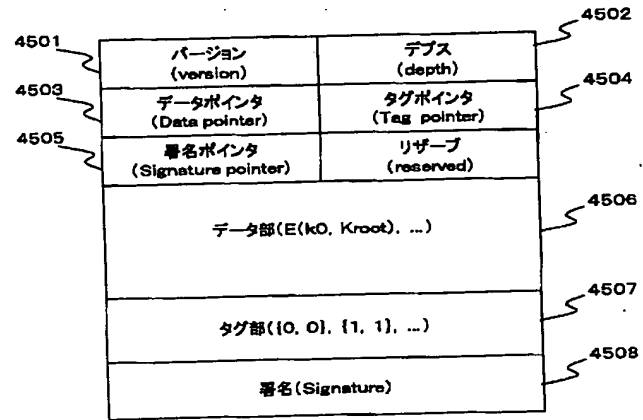 4501
4502
バージョン
(version)
デプス
(depth)
4503
4504
データポインタ
(Data pointer)
タグポインタ
(Tag pointer)
4505
署名ポインタ
(Signature pointer)
リザーブ
(reserved)
4506
データ部(E(k0, Kroot), ...)
4507
タグ部({0, 0}, {1, 1}, ...)
4508
署名(Signature)